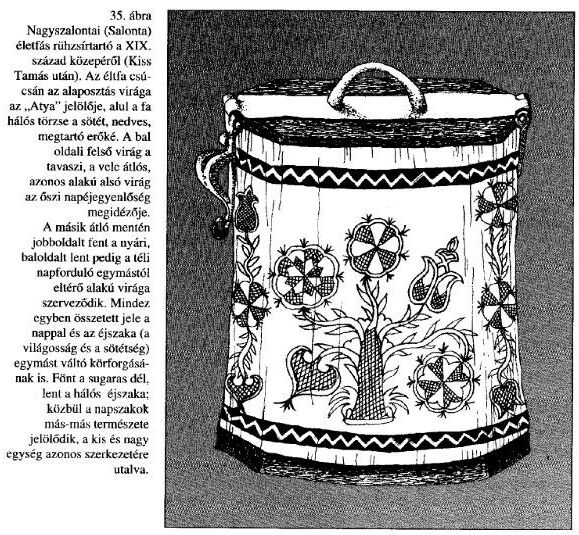 35. ábra
Nagyszalontai (Salonta)
életfás rühzsírtartó a XIX.
század közepéről (Kiss
Tamás után). Az éltfa csú-
csán az alaposztás virága
az „Atya” jelölője, alul a fa
hálós törzse a sötét, nedves,
megtartó erőké. A bal
oldali felső virág a
tavaszi, a vele átlós,
azonos alakú alsó virág
az őszi napéjegyenlőség
megidézője.
A másik átló mentén
jobboldalt fent a nyári,
baloldalt lent pedig a téli
napforduló egymástól
eltérő alakú virága
szerveződik. Mindez
egyben összetett jele a
nappal és az éjszaka (a
világosság és a sötétség)
egymást váltó körforgásá-
nak is. Fönt a sugaras dél,
lent a hálós éjszaka;
közbül a napszakok
más-más természete
jelölődik, a kis és nagy
egység azonos szerkezetére
utalva.